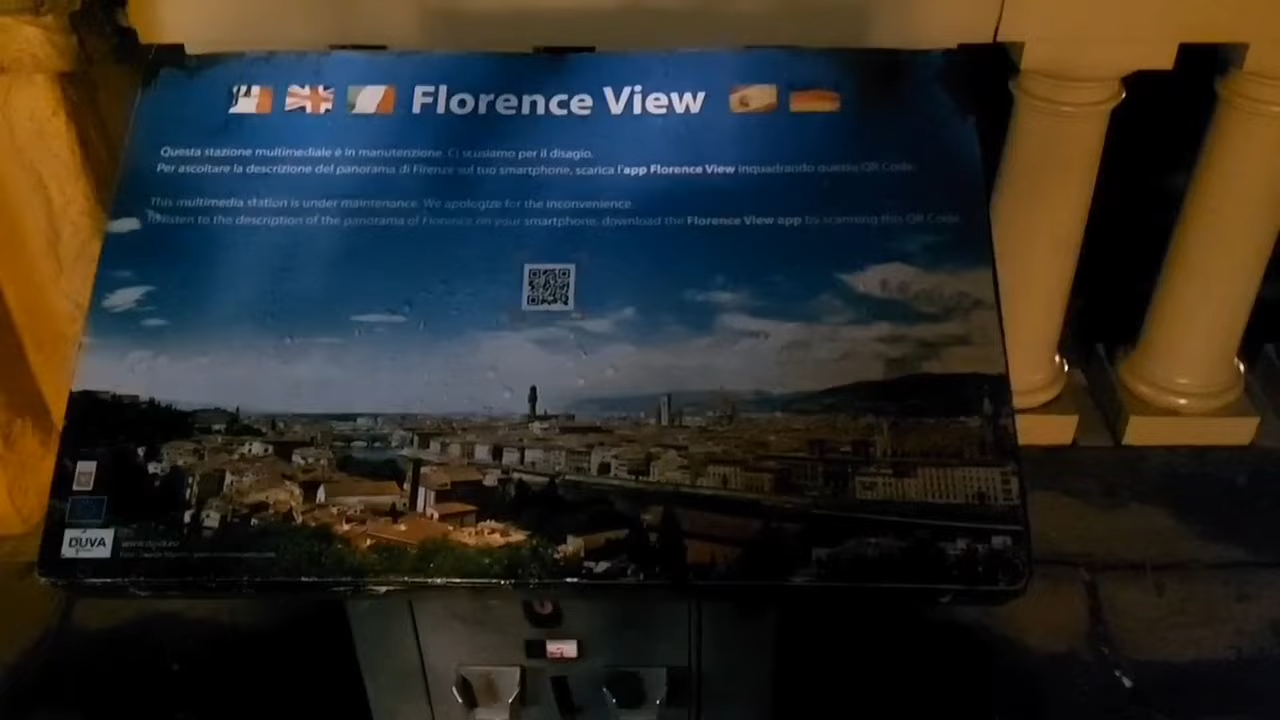 Florence View
Questa stazione multimediale è in manutenzione. Ci scusiamo per il disagio.
Per ascoltare la descrizione del panorama di Firenze sul tuo smartphone, scarica l'app Florence View inquadrando questo QR Code.
This multimedia station is under maintenance. We apologize for the inconvenience.
To listen to the description of the panorama of Florence on your smartphone, download the Florence View app by scanning this QR Code.
DUVA